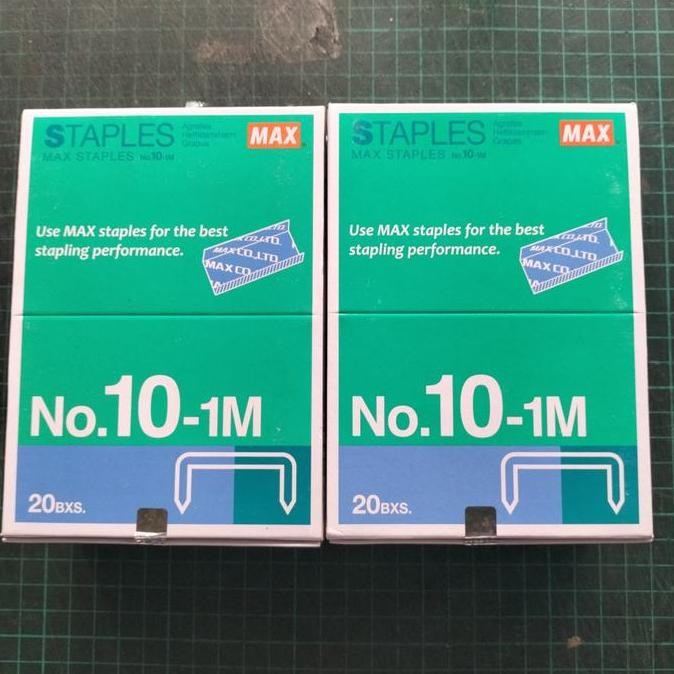 STAPLES Agrafes
Heftklammern
Grapas
MAX
MAX STAPLES No.10-1M
Use MAX staples for the best
stapling performance.
CO.,LTD.
MAX CO.,LTD
MAX CO
No.10-1M
20BXS.
STAPLES Agrafes
Heftklammern
Grapas
MAX
MAX STAPLES No.10-1M
Use MAX staples for the best
stapling performance.
CO.,LTD.
MAX CO.,LTD
MAX CO
No.10-1M
20BXS.